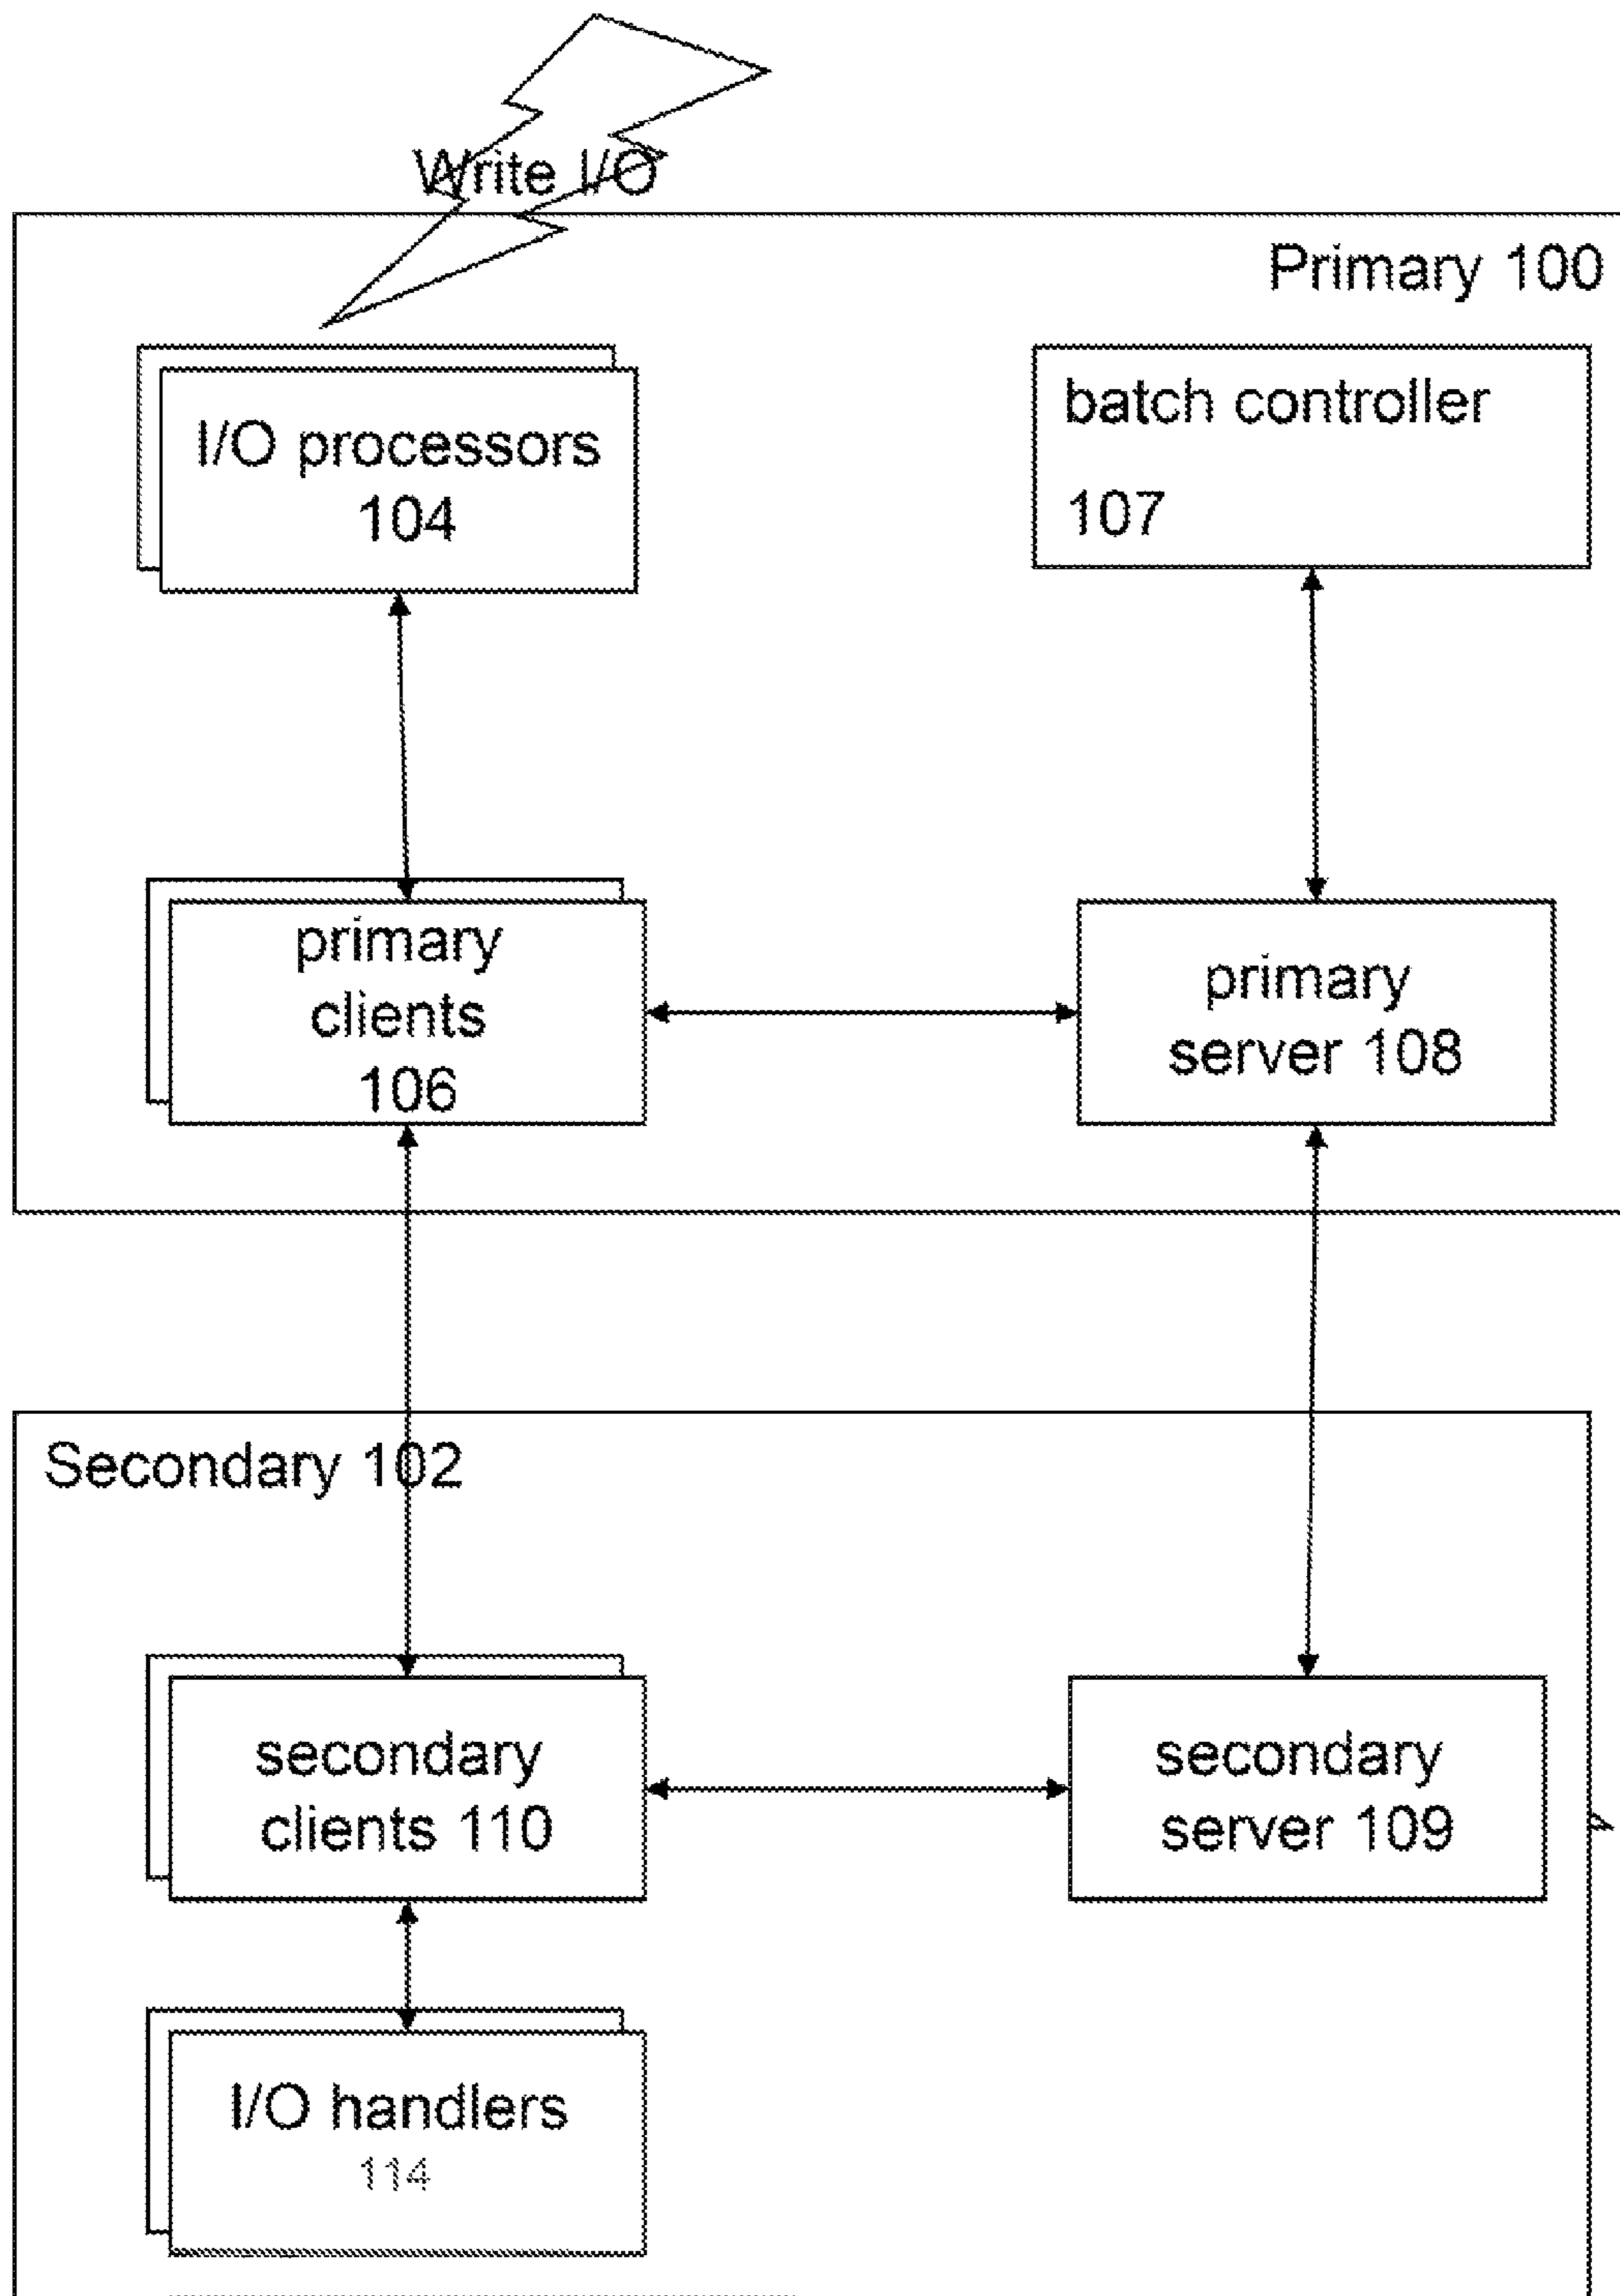 Write I/O
Primary 100
I/O processors
104
batch controller
107
primary
clients
106
primary
server 108
Secondary 102
secondary
clients 110
secondary
server 109
I/O handlers
114